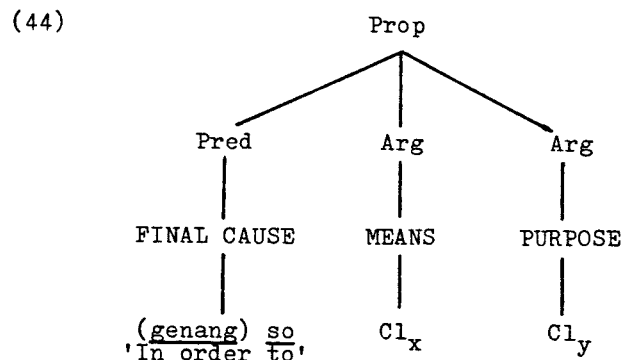 (44)
Prop
Pred Arg Arg
FINAL CAUSE MEANS PURPOSE
(genang) so Clx Cly
'In order to'